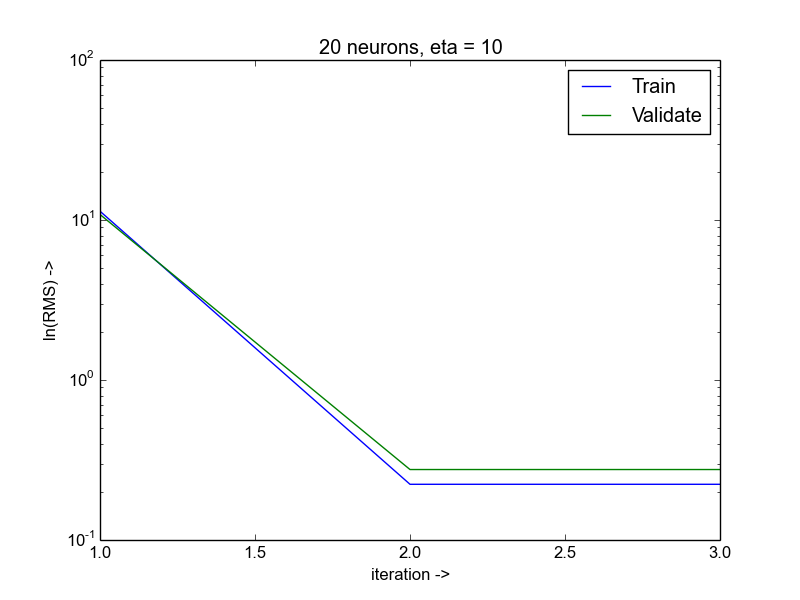 20 neurons, eta = 10
Train
Validate
10^2
10^1
10^0
10^-1
ln(RMS) ->
1.0 1.5 2.0 2.5 3.0
iteration ->